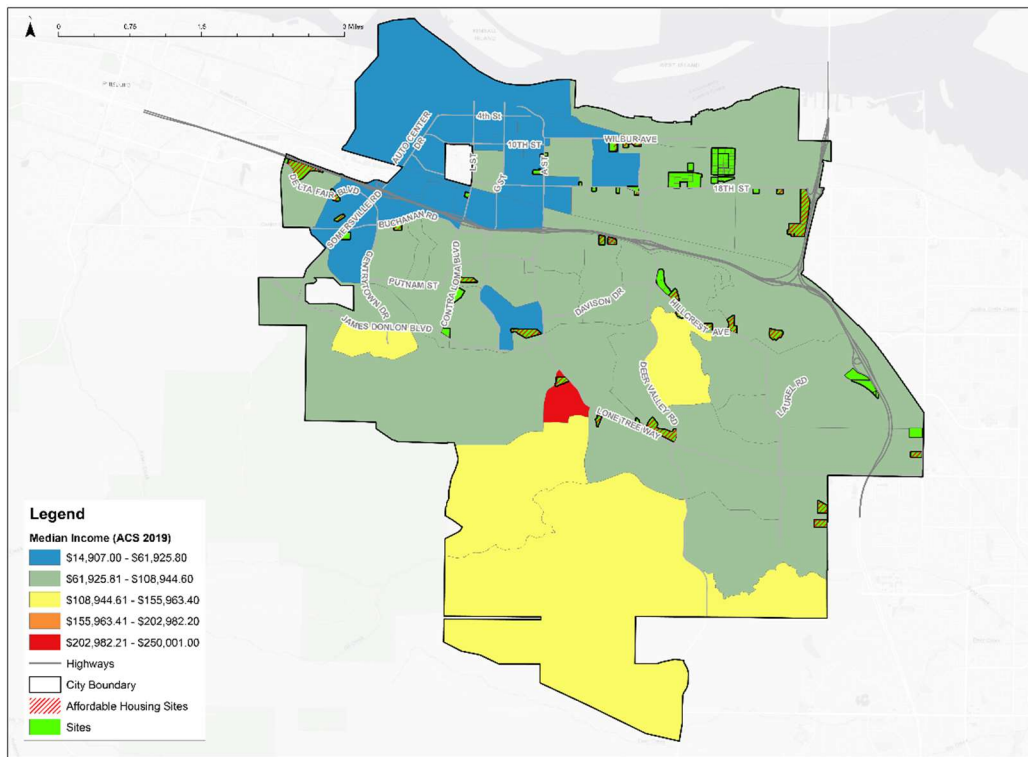 0 0.75 1.5 3 Miles
4th St
AUTO CENTER DR
10TH ST
WILBUR AVE
L ST
A ST
G ST
18TH ST
DELTA FAIR BLVD
SOMERSVILLE RD
BUCHANAN RD
GENTRYTOWN DR
PUTNAM ST
CONTRA LOMA BLVD
DAVISON DR
HILLCREST AVE
JAMES DONLON BLVD
DEER VALLEY RD
LAUREL RD
LONE TREE WAY
Legend
Median Income (ACS 2019)
$14,907.00 - $61,925.80
$61,925.81 - $108,944.60
$108,944.61 - $155,963.40
$155,963.41 - $202,982.20
$202,982.21 - $250,001.00
Highways
City Boundary
Affordable Housing Sites
Sites